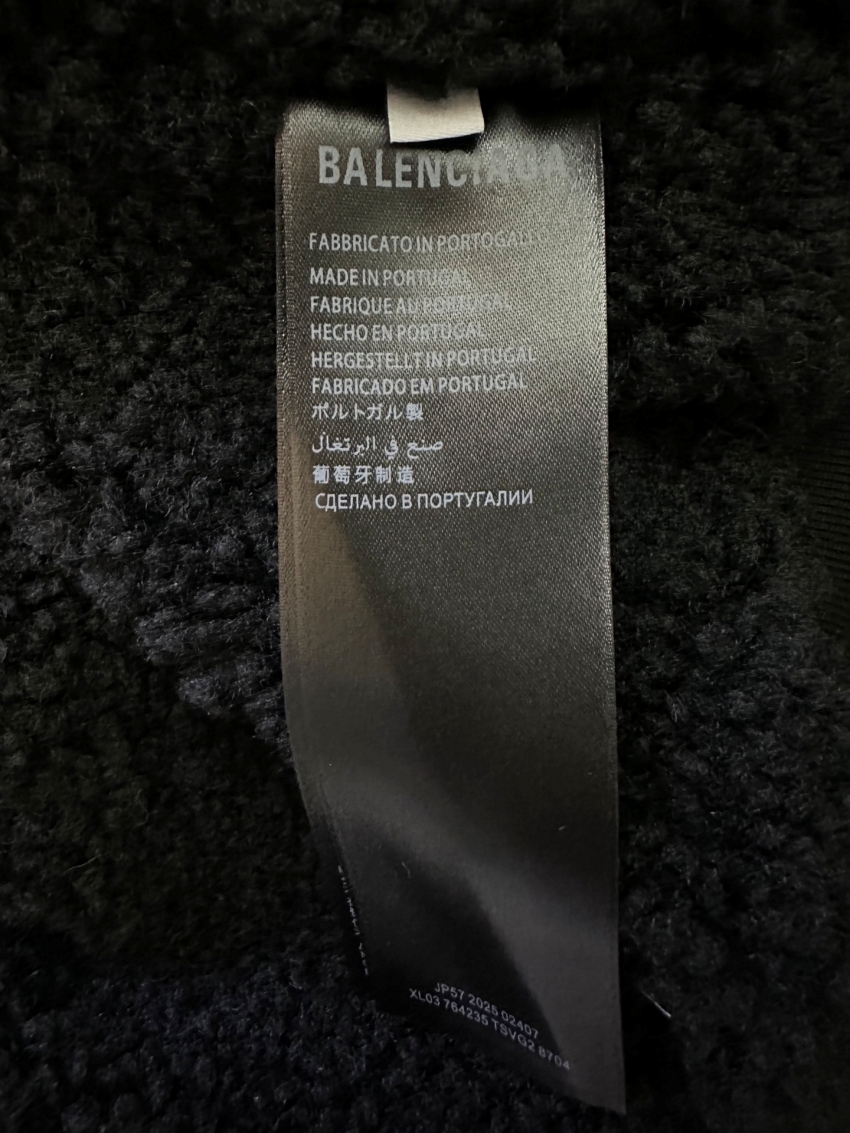 BALENCIAGA
FABBRICATO IN PORTOGALLO
MADE IN PORTUGAL
FABRIQUE AU PORTUGAL
HECHO EN PORTUGAL
HERGESTELLT IN PORTUGAL
FABRICADO EM PORTUGAL
ポルトガル製
صنع في البرتغال
葡萄牙制造
СДЕЛАНО В ПОРТУГАЛИИ
JP57 2025 02407
XL03 764235 TSVG2 8704